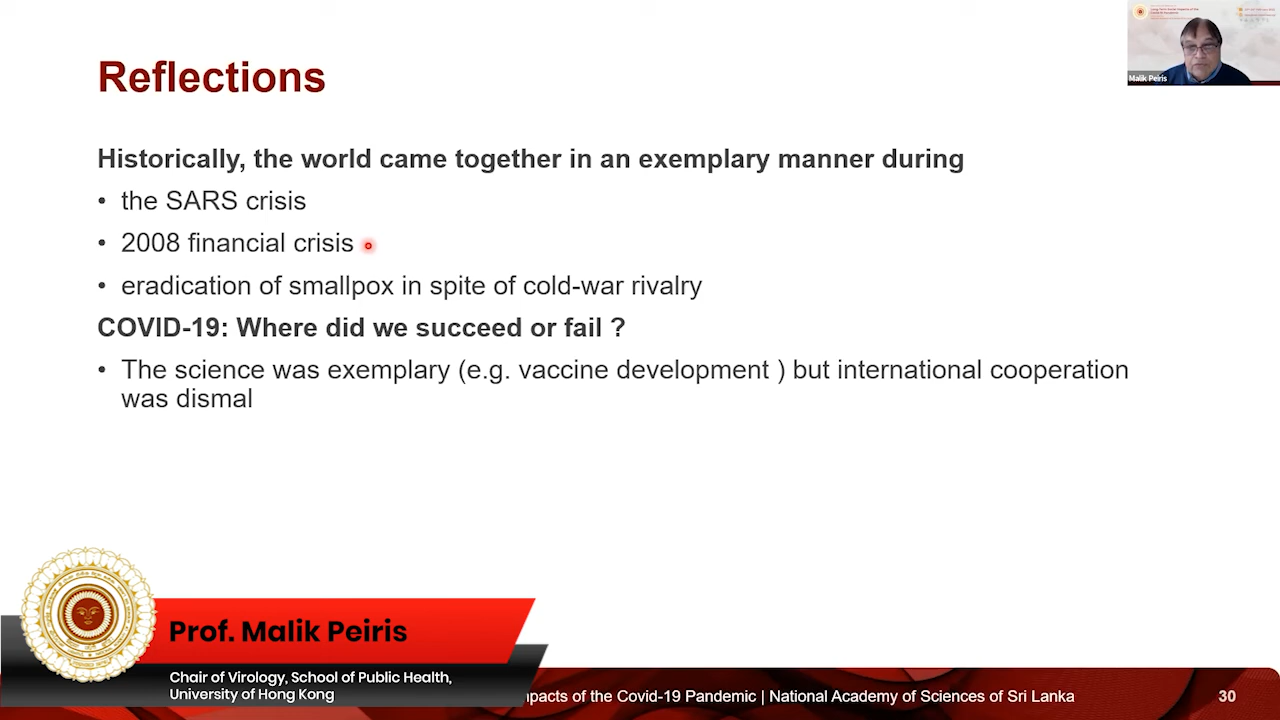 Reflections
Historically, the world came together in an exemplary manner during
• the SARS crisis
• 2008 financial crisis
• eradication of smallpox in spite of cold-war rivalry
COVID-19: Where did we succeed or fail ?
• The science was exemplary (e.g. vaccine development ) but international cooperation
was dismal
Malik Peiris
Prof. Malik Peiris
Chair of Virology, School of Public Health,
University of Hong Kong
of the Covid-19 Pandemic | National Academy of Sciences of Sri Lanka
30